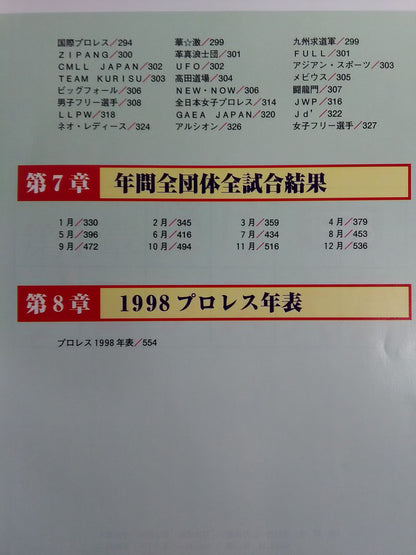 国際プロレス/294 華☆激/299 九州求道軍/299
ZIPANG/300 革真浪士団/301 FULL/301
CMLL JAPAN/302 UFO/302 アジアン・スポーツ/303
TEAM KURISU/303 高田道場/304 メビウス/305
ビッグフォール/306 NEW・NOW/306 闘龍門/307
男子フリー選手/308 全日本女子プロレス/314 JWP/316
LLPW/318 GAEA JAPAN/320 Jd'/322
ネオ・レディース/324 アルシオン/326 女子フリー選手/327
第7章 年間全団体全試合結果
1月/330 2月/345 3月/359 4月/379
5月/396 6月/416 7月/434 8月/453
9月/472 10月/494 11月/516 12月/536
第8章 1998プロレス年表
プロレス1998年表/554